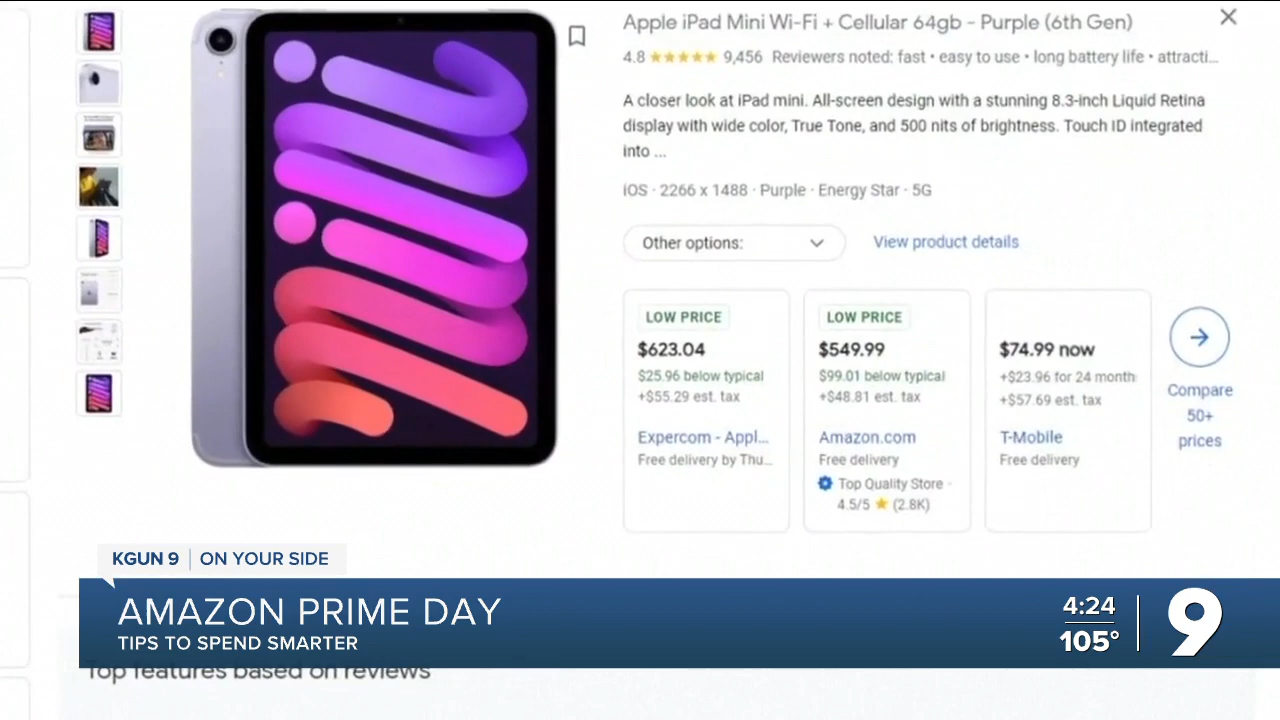 Apple iPad Mini Wi-Fi + Cellular 64gb - Purple (6th Gen)
4.8 ★★★★★ 9,456 Reviewers noted: fast • easy to use • long battery life • attracti...
A closer look at iPad mini. All-screen design with a stunning 8.3-inch Liquid Retina
display with wide color, True Tone, and 500 nits of brightness. Touch ID integrated
into ...
iOS · 2266 x 1488 · Purple · Energy Star · 5G
Other options:
View product details
LOW PRICE
$623.04
$25.96 below typical
+$55.29 est. tax
Expercom - Appl...
Free delivery by Thu...
LOW PRICE
$549.99
$99.01 below typical
+$48.81 est. tax
Amazon.com
Free delivery
Top Quality Store ·
4.5/5 ★ (2.8K)
$74.99 now
+$23.96 for 24 month
+$57.69 est. tax
T-Mobile
Free delivery
Compare
50+
prices
KGUN 9 | ON YOUR SIDE
AMAZON PRIME DAY
TIPS TO SPEND SMARTER
4:24
105°
9
Top features based on reviews